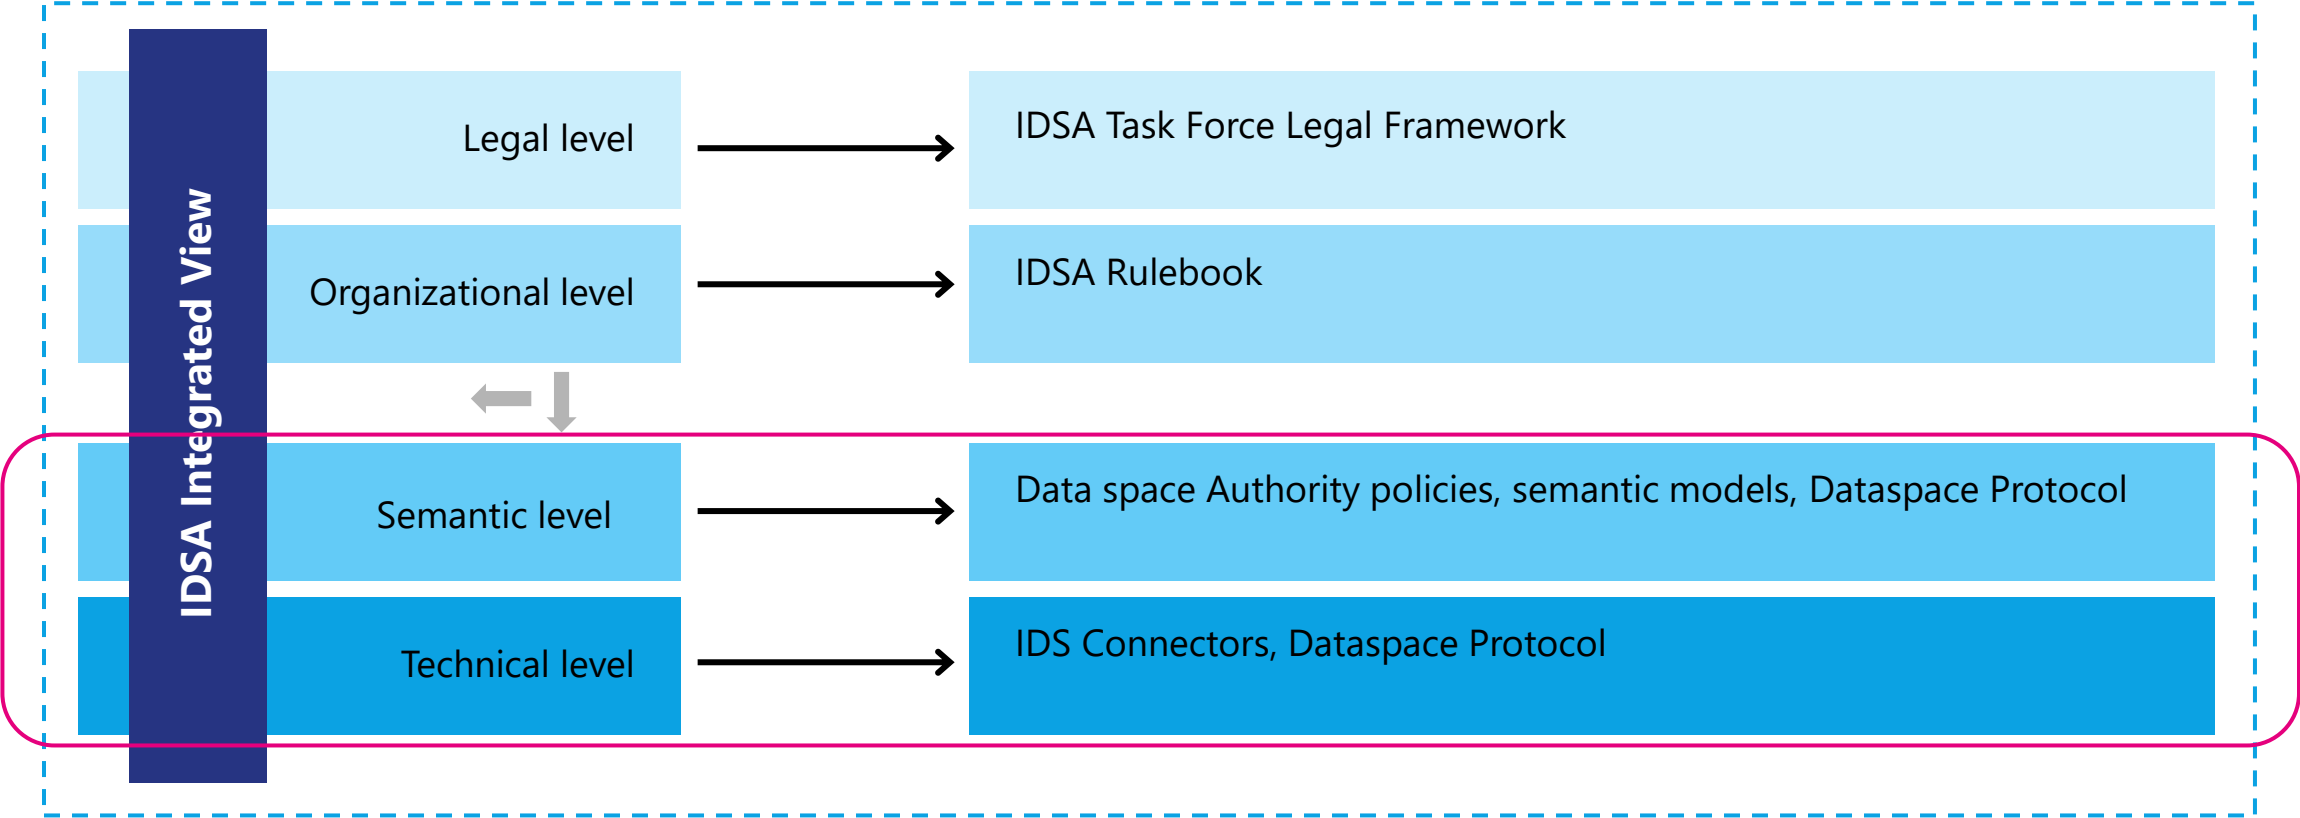 IDSA Integrated View
Legal level
IDSA Task Force Legal Framework
Organizational level
IDSA Rulebook
Semantic level
Data space Authority policies, semantic models, Dataspace Protocol
Technical level
IDS Connectors, Dataspace Protocol